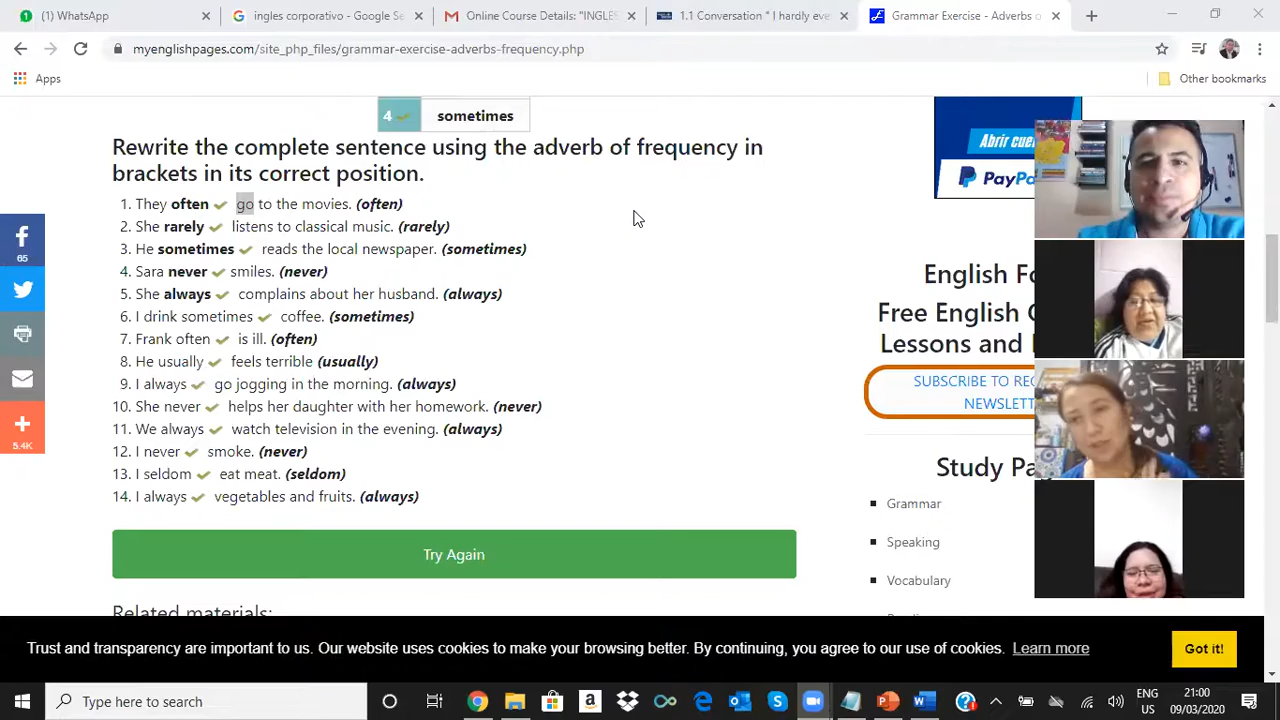 (1) WhatsApp
ingles corporativo - Google Se
Online Course Details: "INGLES
1.1 Conversation " I hardly eve
Grammar Exercise - Adverbs o
myenglishpages.com/site_php_files/grammar-exercise-adverbs-frequency.php
Apps
Other bookmarks
4 sometimes
Rewrite the complete sentence using the adverb of frequency in
brackets in its correct position.
1. They often go to the movies. (often)
2. She rarely listens to classical music. (rarely)
3. He sometimes reads the local newspaper. (sometimes)
4. Sara never smiles. (never)
5. She always complains about her husband. (always)
6. I drink sometimes coffee. (sometimes)
7. Frank often is ill. (often)
8. He usually feels terrible (usually)
9. I always go jogging in the morning. (always)
10. She never helps her daughter with her homework. (never)
11. We always watch television in the evening. (always)
12. I never smoke. (never)
13. I seldom eat meat. (seldom)
14. I always vegetables and fruits. (always)
Try Again
Related materials:
65
5.4K
Abrir cue
PayPa
English Fo
Free English
Lessons and
SUBSCRIBE TO REC
NEWSLETT
Study Pa
Grammar
Speaking
Vocabulary
Trust and transparency are important to us. Our website uses cookies to make your browsing better. By continuing, you agree to our use of cookies. Learn more
Got it!
Type here to search
ENG
US
21:00
09/03/2020